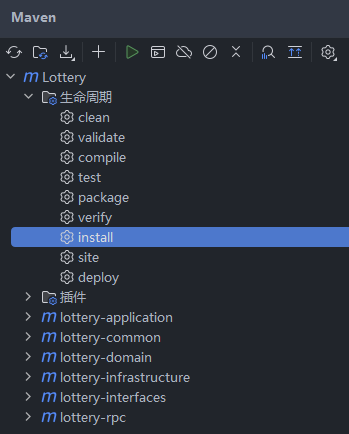 Maven
Lottery
生命周期
clean
validate
compile
test
package
verify
install
site
deploy
插件
lottery-application
lottery-common
lottery-domain
lottery-infrastructure
lottery-interfaces
lottery-rpc